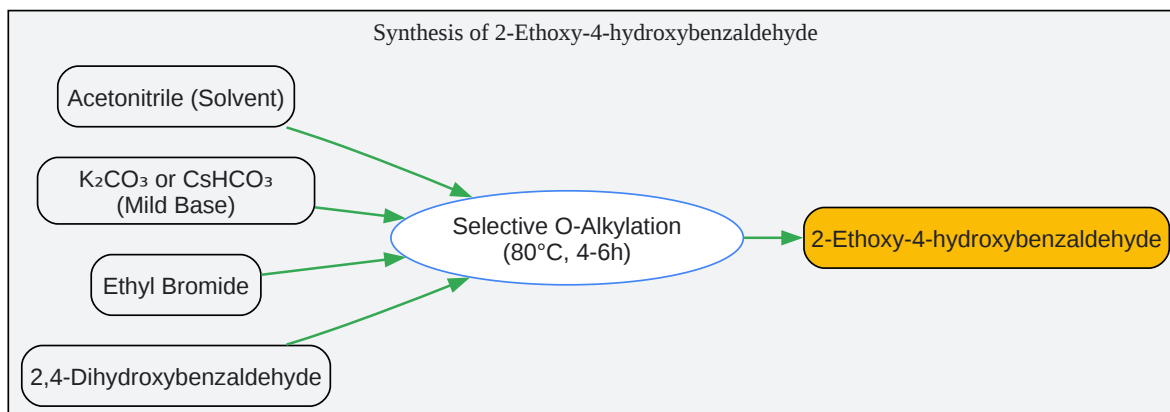 Synthesis of 2-Ethoxy-4-hydroxybenzaldehyde
Acetonitrile (Solvent)
K₂CO₃ or CsHCO₃
(Mild Base)
Ethyl Bromide
2,4-Dihydroxybenzaldehyde
Selective O-Alkylation
(80°C, 4-6h)
2-Ethoxy-4-hydroxybenzaldehyde